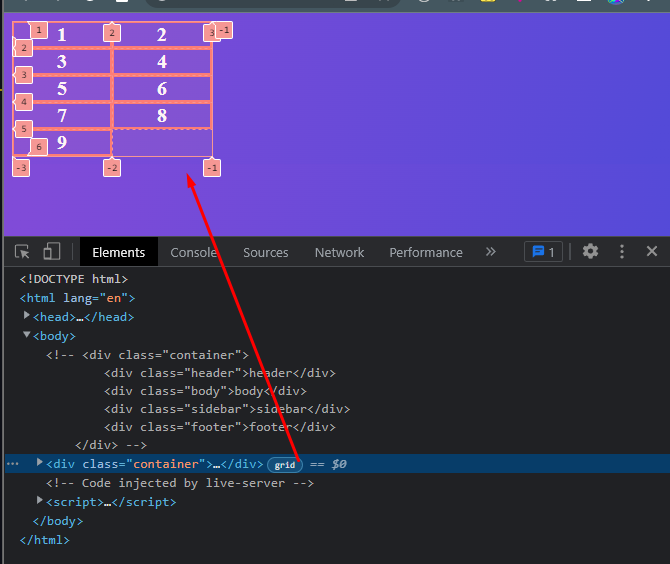 1 1 2 2 3 -1
2
3 4
3
5 6
4
7 8
5
9
6
-3 -2 -1
Elements Console Sources Network Performance » 1
<!DOCTYPE html>
<html lang="en">
<head>…</head>
<body>
<!-- <div class="container">
<div class="header">header</div>
<div class="body">body</div>
<div class="sidebar">sidebar</div>
<div class="footer">footer</div>
</div> -->
… <div class="container">…</div> grid == $0
<!-- Code injected by live-server -->
<script>…</script>
</body>
</html>